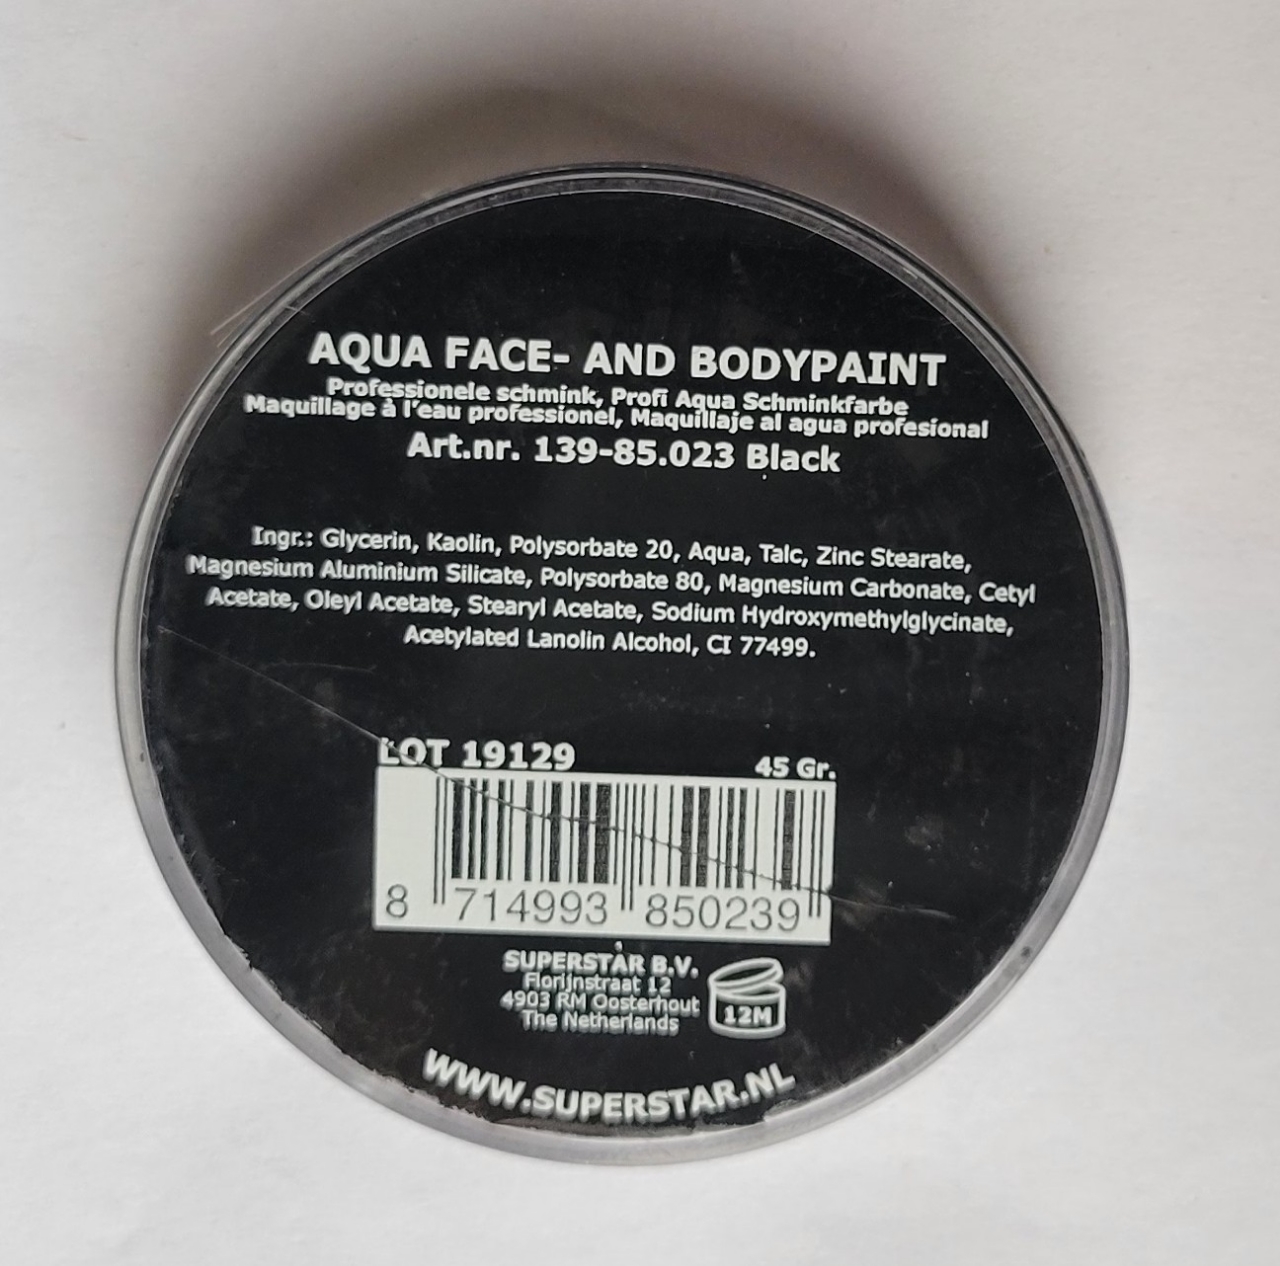 AQUA FACE- AND BODYPAINT
Professionele schmink, Profi Aqua Schminkfarbe
Maquillage à l'eau professionel, Maquillaje al agua profesional
Art.nr. 139-85.023 Black
Ingr.: Glycerin, Kaolin, Polysorbate 20, Aqua, Talc, Zinc Stearate,
Magnesium Aluminium Silicate, Polysorbate 80, Magnesium Carbonate, Cetyl
Acetate, Oleyl Acetate, Stearyl Acetate, Sodium Hydroxymethylglycinate,
Acetylated Lanolin Alcohol, CI 77499.
LOT 19129 45 Gr.
8 714993 850239
SUPERSTAR B.V.
Florijnstraat 12
4903 RM Oosterhout
The Netherlands
12M
WWW.SUPERSTAR.NL